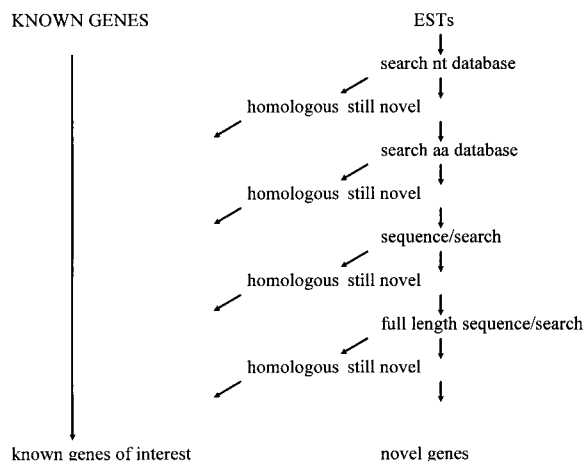 KNOWN GENES ESTs
search nt database
homologous still novel
search aa database
homologous still novel
sequence/search
homologous still novel
full length sequence/search
homologous still novel
known genes of interest novel genes